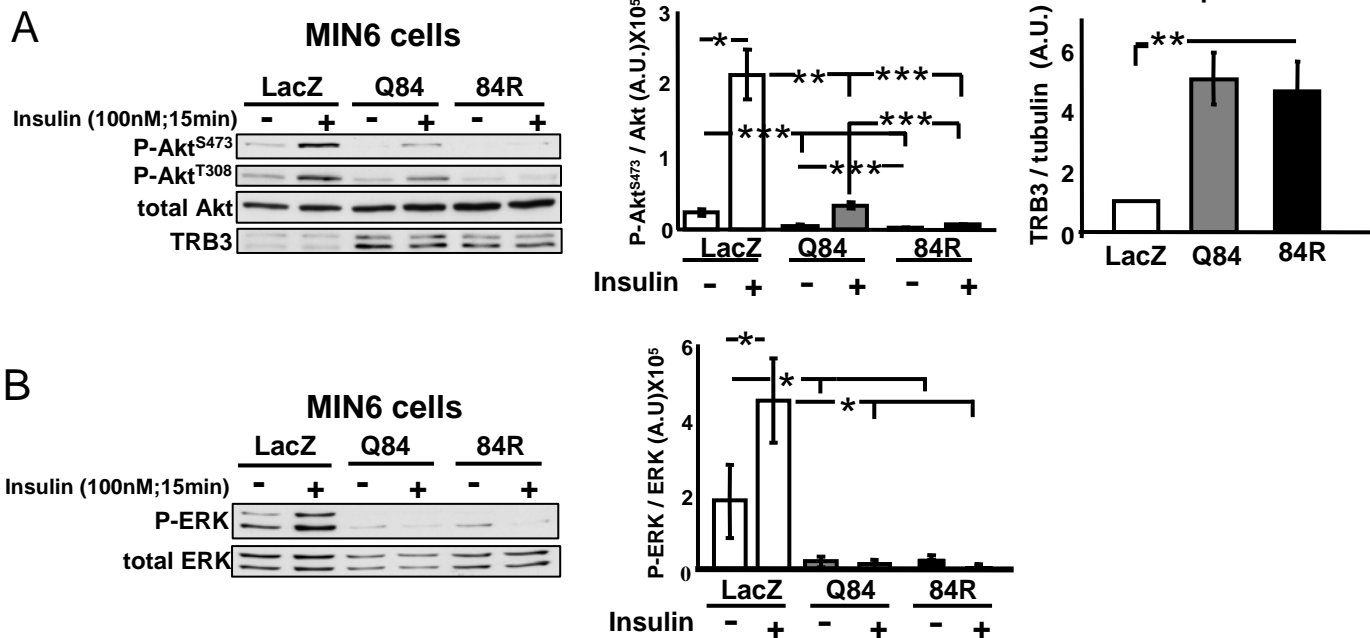 A
MIN6 cells
LacZ Q84 84R
Insulin (100nM;15min) - + - + - +
P-Akt^S473
P-Akt^T308
total Akt
TRB3
P-Akt^S473 / Akt (A.U.)X10^5
3
2
1
0
* ** *** *** *** ***
LacZ Q84 84R
Insulin - + - + - +
TRB3 / tubulin (A.U.)
6
4
2
0
**
LacZ Q84 84R
B
MIN6 cells
LacZ Q84 84R
Insulin (100nM;15min) - + - + - +
P-ERK
total ERK
P-ERK / ERK (A.U)X10^5
6
4
2
0
* * *
LacZ Q84 84R
Insulin - + - + - +